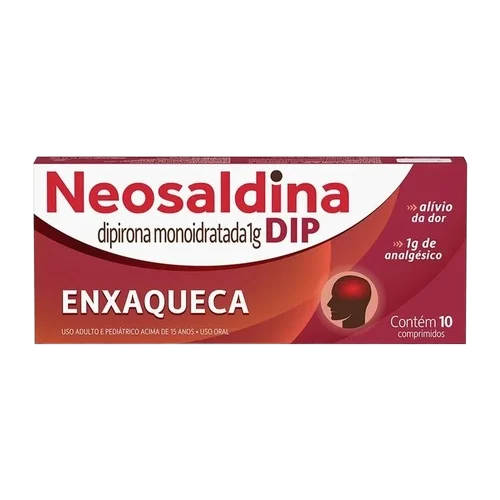 Neosaldina
dipirona monoidratada 1g DIP
ENXAQUECA
USO ADULTO E PEDIÁTRICO ACIMA DE 15 ANOS • USO ORAL
››› alívio
da dor
››› 1g de
analgésico
Contém 10
comprimidos